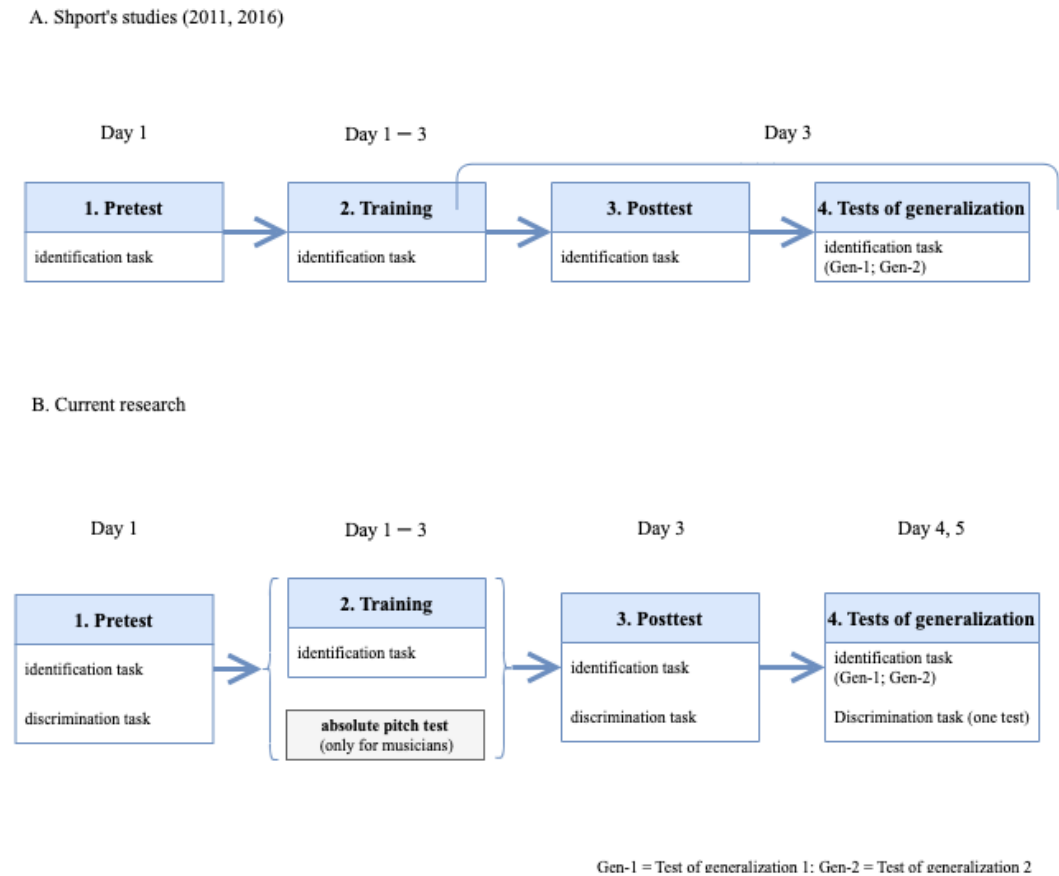 A. Shport's studies (2011, 2016)
Day 1
Day 1 — 3
Day 3
1. Pretest
identification task
2. Training
identification task
3. Posttest
identification task
4. Tests of generalization
identification task
(Gen-1; Gen-2)
B. Current research
Day 1
Day 1 — 3
Day 3
Day 4, 5
1. Pretest
identification task
discrimination task
2. Training
identification task
absolute pitch test
(only for musicians)
3. Posttest
identification task
discrimination task
4. Tests of generalization
identification task
(Gen-1; Gen-2)
Discrimination task (one test)
Gen-1 = Test of generalization 1; Gen-2 = Test of generalization 2